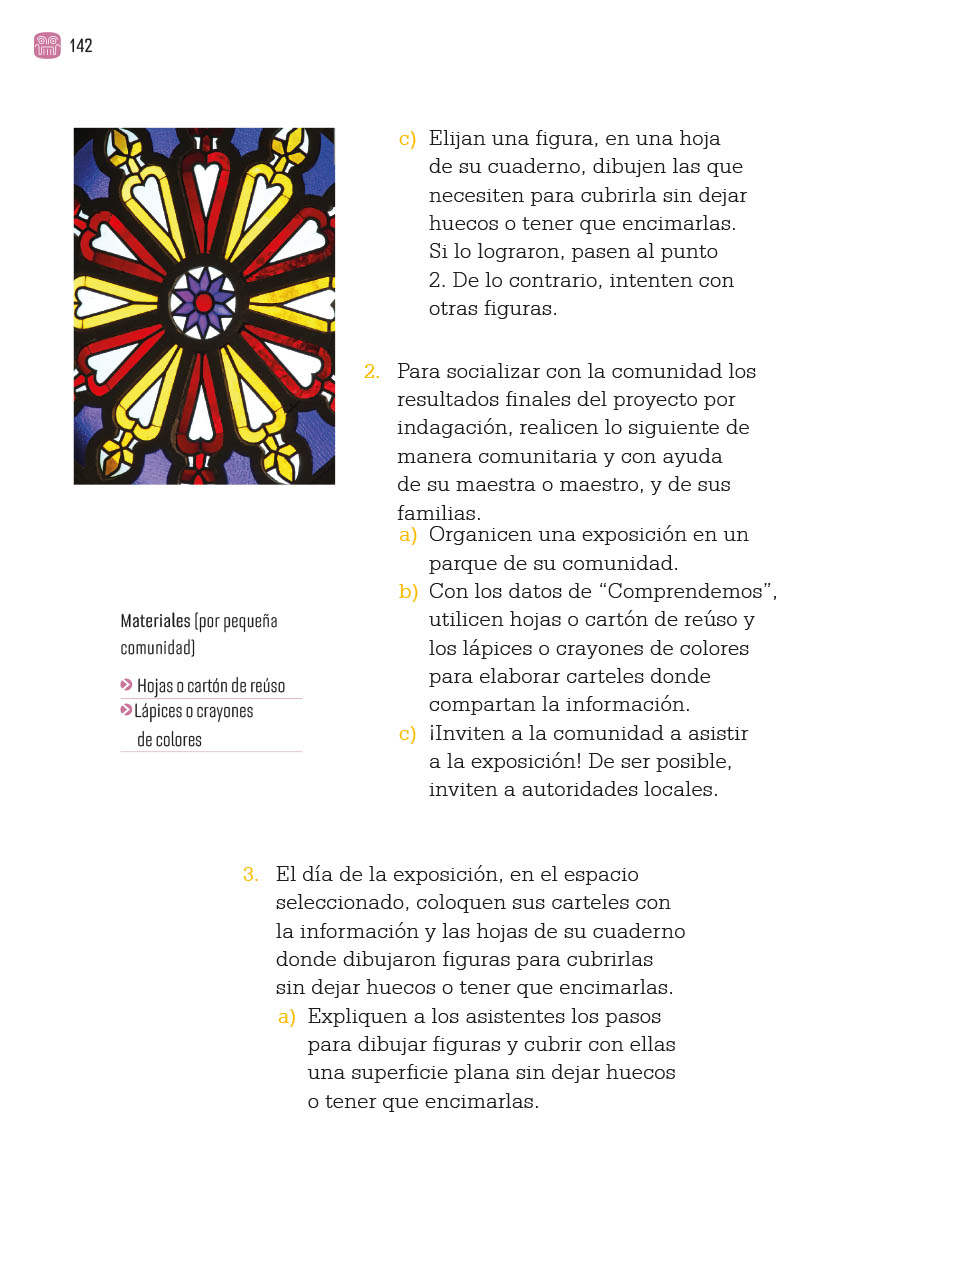 142
c) Elijan una figura, en una hoja
de su cuaderno, dibujen las que
necesiten para cubrirla sin dejar
huecos o tener que encimarlas.
Si lo lograron, pasen al punto
2. De lo contrario, intenten con
otras figuras.
2. Para socializar con la comunidad los
resultados finales del proyecto por
indagación, realicen lo siguiente de
manera comunitaria y con ayuda
de su maestra o maestro, y de sus
familias.
a) Organicen una exposición en un
parque de su comunidad.
b) Con los datos de “Comprendemos”,
utilicen hojas o cartón de reúso y
los lápices o crayones de colores
para elaborar carteles donde
compartan la información.
c) ¡Inviten a la comunidad a asistir
a la exposición! De ser posible,
inviten a autoridades locales.
Materiales (por pequeña
comunidad)
Hojas o cartón de reúso
Lápices o crayones
de colores
3. El día de la exposición, en el espacio
seleccionado, coloquen sus carteles con
la información y las hojas de su cuaderno
donde dibujaron figuras para cubrirlas
sin dejar huecos o tener que encimarlas.
a) Expliquen a los asistentes los pasos
para dibujar figuras y cubrir con ellas
una superficie plana sin dejar huecos
o tener que encimarlas.